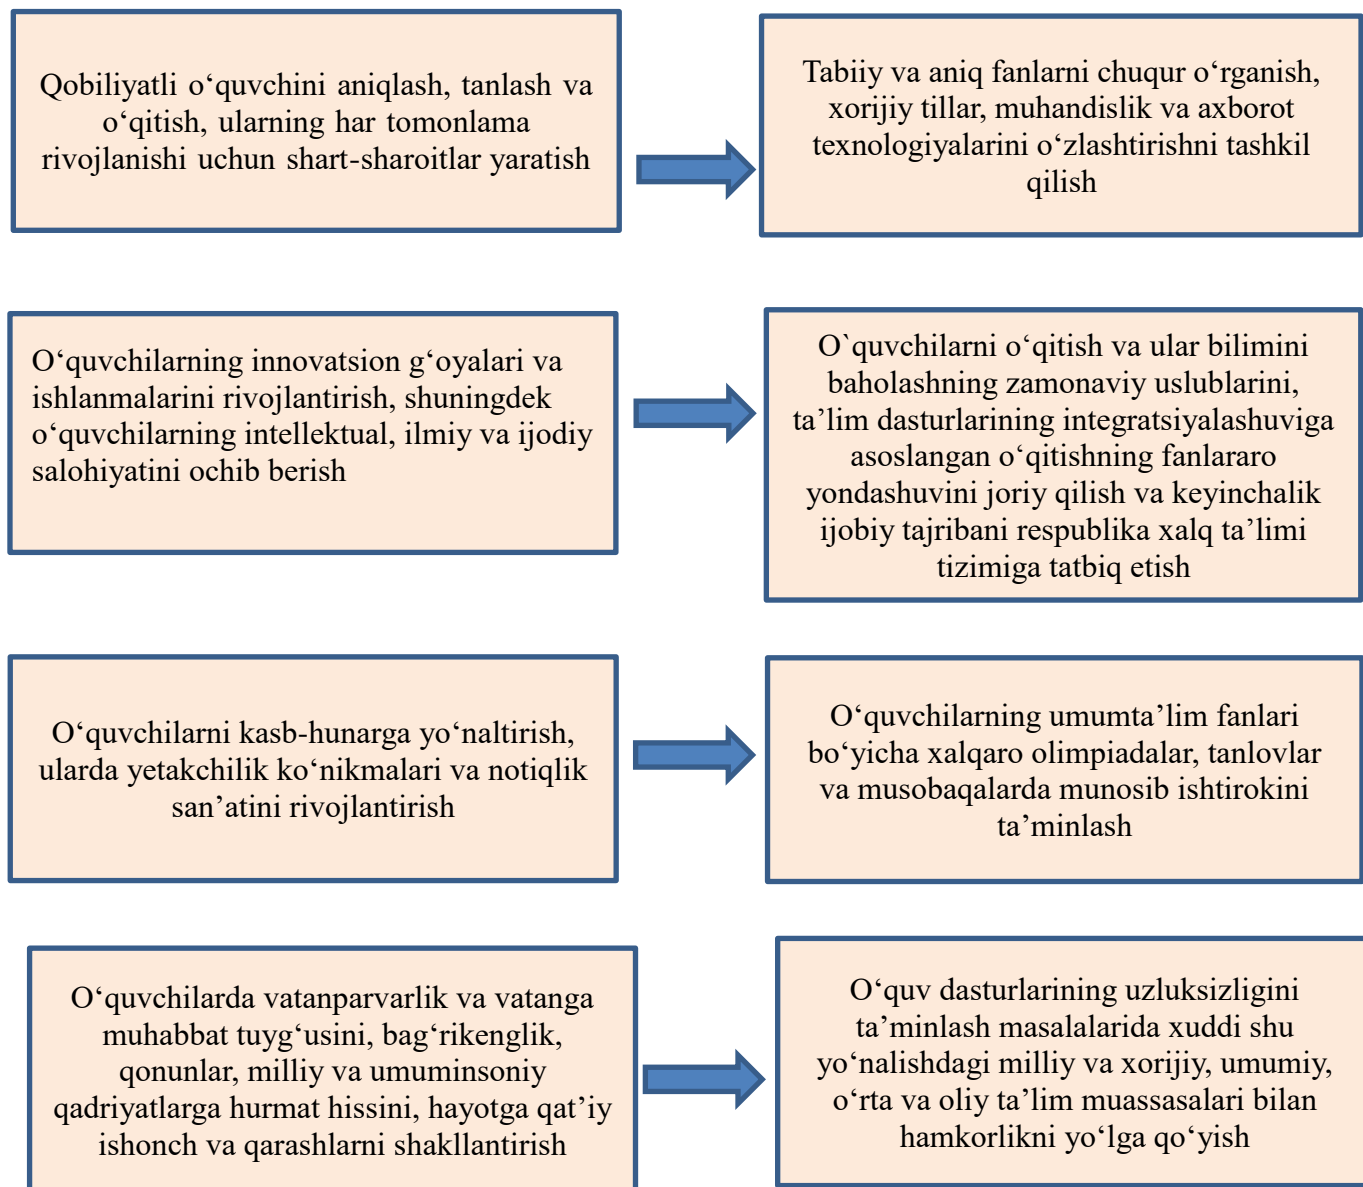 Qobiliyatli o‘quvchini aniqlash, tanlash va
o‘qitish, ularning har tomonlama
rivojlanishi uchun shart-sharoitlar yaratish
Tabiiy va aniq fanlarni chuqur o‘rganish,
xorijiy tillar, muhandislik va axborot
texnologiyalarini o‘zlashtirishni tashkil
qilish
O‘quvchilarning innovatsion g‘oyalari va
ishlanmalarini rivojlantirish, shuningdek
o‘quvchilarning intellektual, ilmiy va ijodiy
salohiyatini ochib berish
O`quvchilarni o‘qitish va ular bilimini
baholashning zamonaviy uslublarini,
ta’lim dasturlarining integratsiyalashuviga
asoslangan o‘qitishning fanlararo
yondashuvini joriy qilish va keyinchalik
ijobiy tajribani respublika xalq ta’limi
tizimiga tatbiq etish
O‘quvchilarni kasb-hunarga yo‘naltirish,
ularda yetakchilik ko‘nikmalari va notiqlik
san’atini rivojlantirish
O‘quvchilarning umumta’lim fanlari
bo‘yicha xalqaro olimpiadalar, tanlovlar
va musobaqalarda munosib ishtirokini
ta’minlash
O‘quvchilarda vatanparvarlik va vatanga
muhabbat tuyg‘usini, bag‘rikenglik,
qonunlar, milliy va umuminsoniy
qadriyatlarga hurmat hissini, hayotga qat’iy
ishonch va qarashlarni shakllantirish
O‘quv dasturlarining uzluksizligini
ta’minlash masalalarida xuddi shu
yo‘nalishdagi milliy va xorijiy, umumiy,
o‘rta va oliy ta’lim muassasalari bilan
hamkorlikni yo‘lga qo‘yish